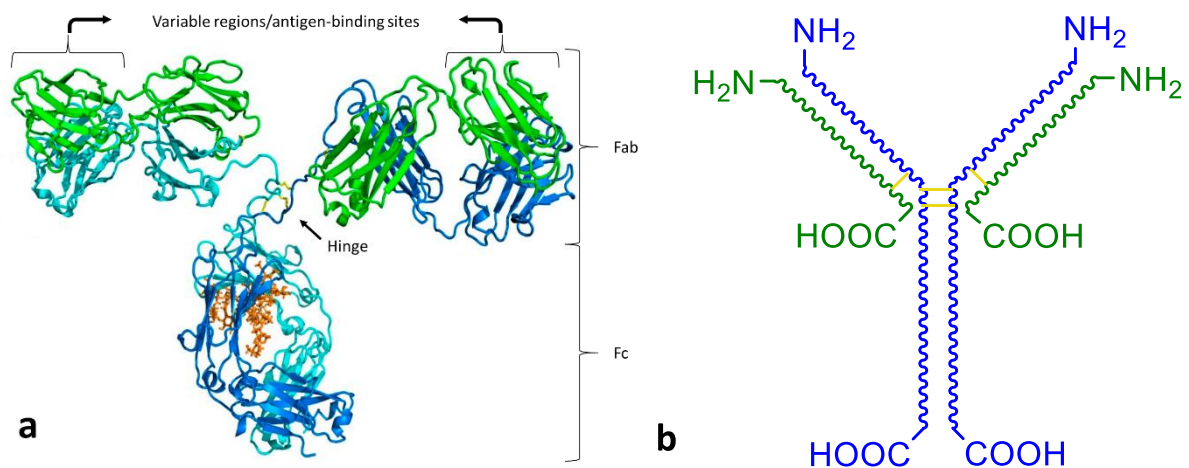 Variable regions/antigen-binding sites
Fab
Hinge
Fc
a
NH2
NH2
H2N
NH2
HOOC
COOH
HOOC
COOH
b